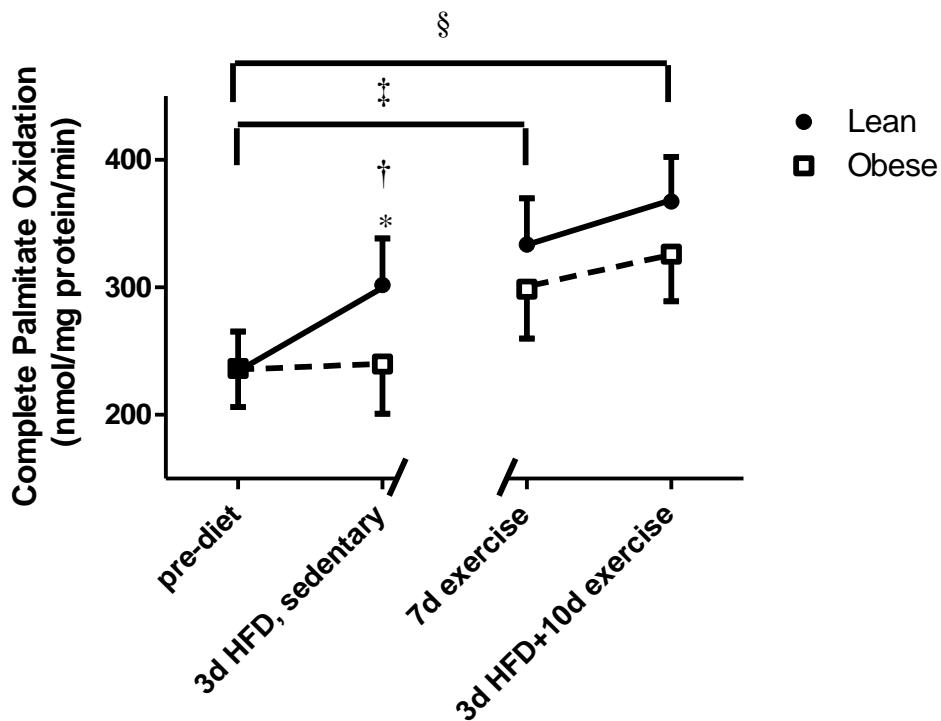 §
‡
†
*
Complete Palmitate Oxidation
(nmol/mg protein/min)
400
300
200
Lean
Obese
pre-diet
3d HFD, sedentary
7d exercise
3d HFD+10d exercise